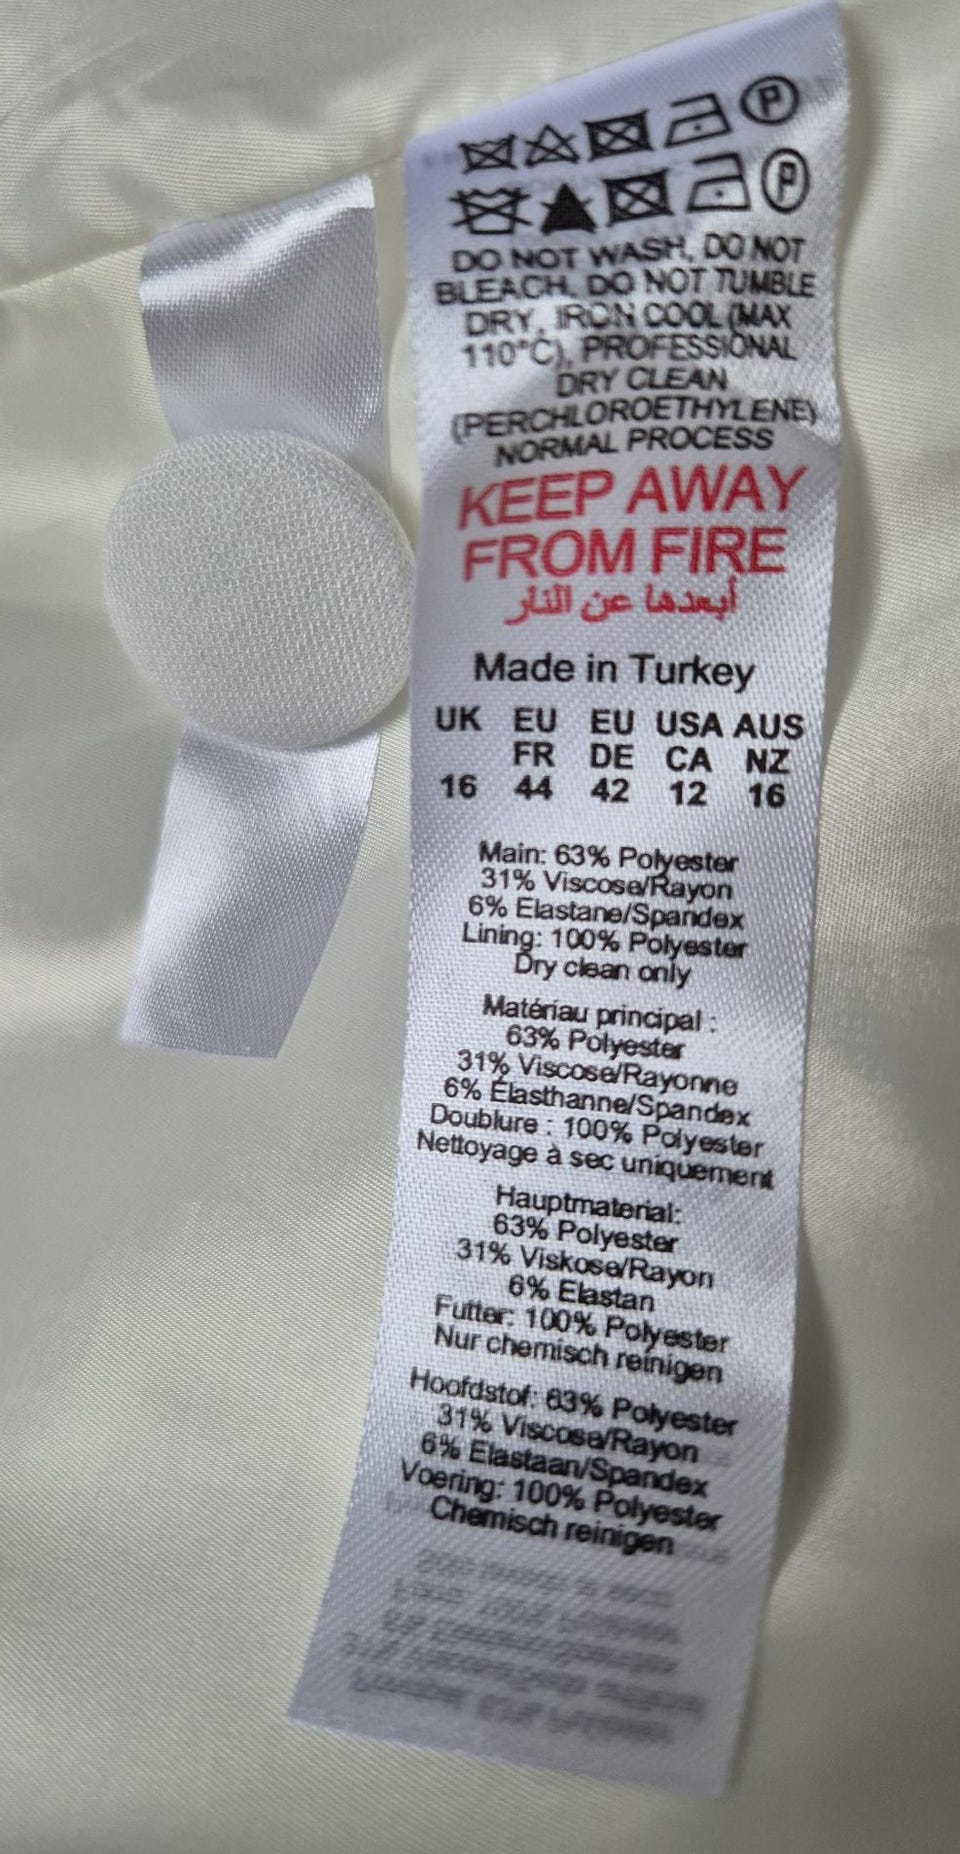 DO NOT WASH, DO NOT
BLEACH, DO NOT TUMBLE
DRY, IRON COOL (MAX
110°C), PROFESSIONAL
DRY CLEAN
(PERCHLOROETHYLENE)
NORMAL PROCESS
KEEP AWAY
FROM FIRE
أبعدها عن النار
Made in Turkey
UK EU EU USA AUS
FR DE CA NZ
16 44 42 12 16
Main: 63% Polyester
31% Viscose/Rayon
6% Elastane/Spandex
Lining: 100% Polyester
Dry clean only
Matériau principal :
63% Polyester
31% Viscose/Rayonne
6% Élasthanne/Spandex
Doublure : 100% Polyester
Nettoyage à sec uniquement
Hauptmaterial:
63% Polyester
31% Viskose/Rayon
6% Elastan
Futter: 100% Polyester
Nur chemisch reinigen
Hoofdstof: 63% Polyester
31% Viscose/Rayon
6% Elastaan/Spandex
Voering: 100% Polyester
Chemisch reinigen